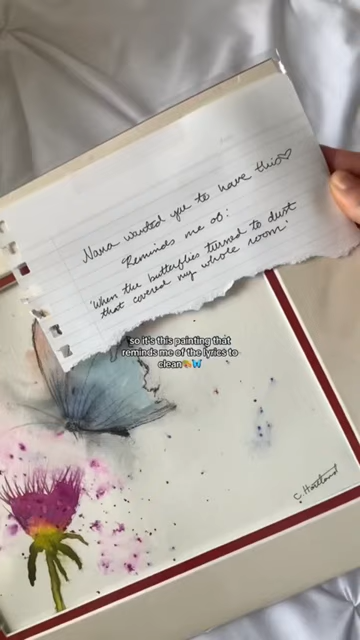 Nana wanted you to have this♡
Reminds me of:
"When the butterflies turned to dust
that covered my whole room"
so it's this painting that
reminds me of the lyrics to
clean🎨🦋
C. Hartland